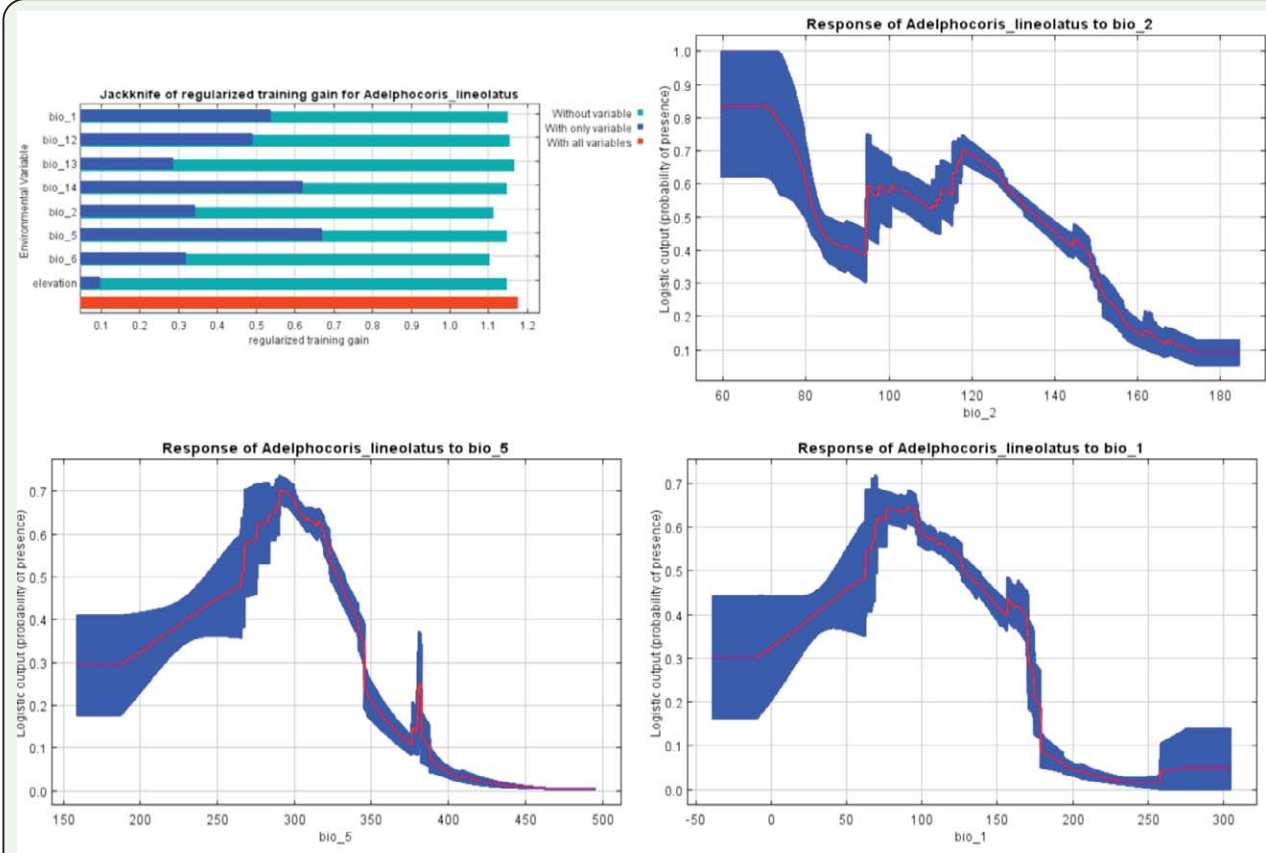 Jackknife of regularized training gain for Adelphocoris_lineolatus
Environmental Variable
bio_1
bio_12
bio_13
bio_14
bio_2
bio_5
bio_6
elevation
0.1 0.2 0.3 0.4 0.5 0.6 0.7 0.8 0.9 1.0 1.1 1.2
regularized training gain
Without variable
With only variable
With all variables
Response of Adelphocoris_lineolatus to bio_2
Logistic output (probability of presence)
1.0
0.9
0.8
0.7
0.6
0.5
0.4
0.3
0.2
0.1
60 80 100 120 140 160 180
bio_2
Response of Adelphocoris_lineolatus to bio_5
Logistic output (probability of presence)
0.7
0.6
0.5
0.4
0.3
0.2
0.1
0.0
150 200 250 300 350 400 450 500
bio_5
Response of Adelphocoris_lineolatus to bio_1
Logistic output (probability of presence)
0.7
0.6
0.5
0.4
0.3
0.2
0.1
0.0
-50 0 50 100 150 200 250 300
bio_1